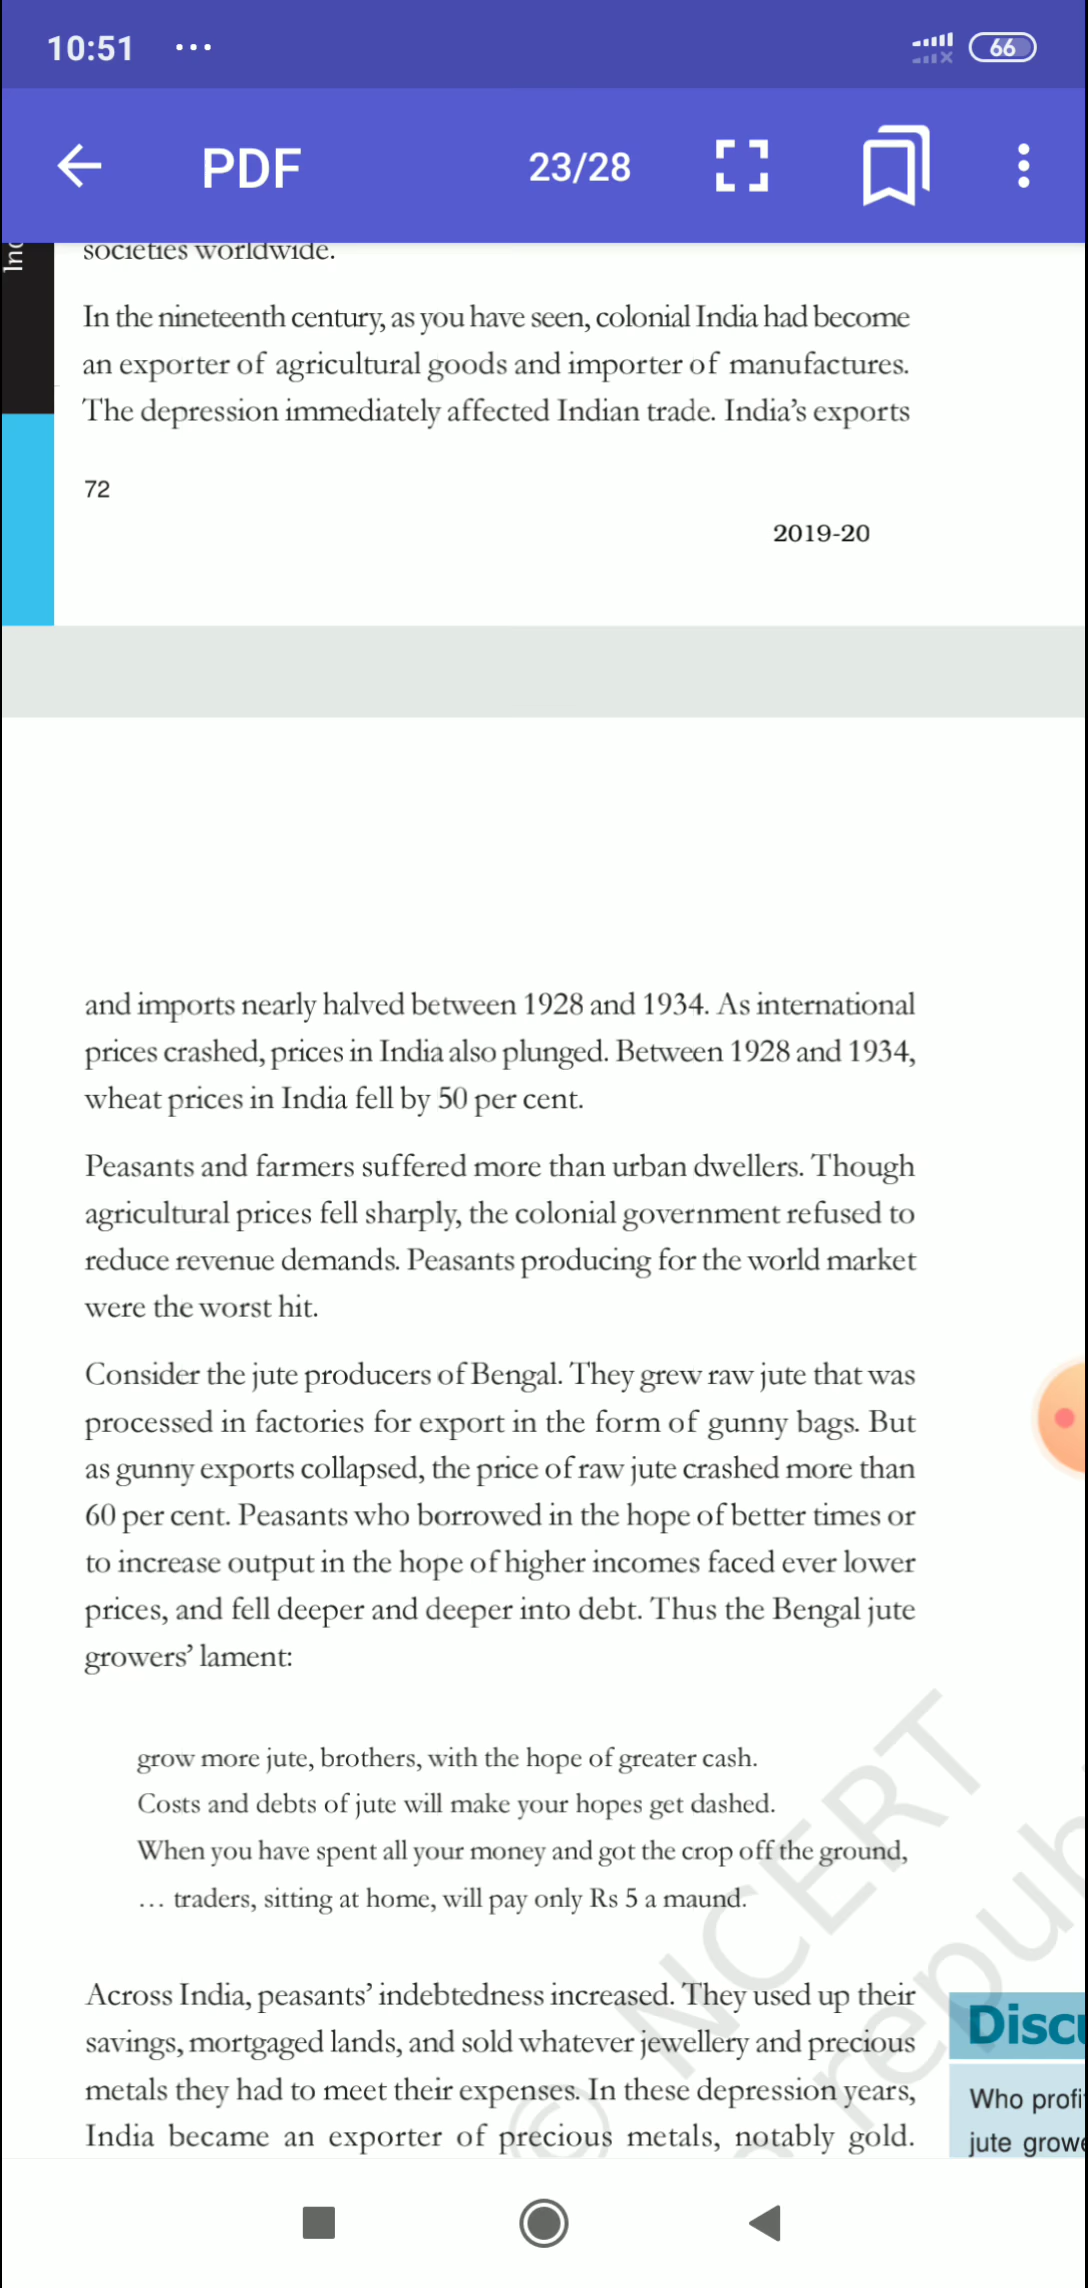 10:51 ...
66
PDF 23/28
societies worldwide.
In the nineteenth century, as you have seen, colonial India had become
an exporter of agricultural goods and importer of manufactures.
The depression immediately affected Indian trade. India's exports
72
2019-20
and imports nearly halved between 1928 and 1934. As international
prices crashed, prices in India also plunged. Between 1928 and 1934,
wheat prices in India fell by 50 per cent.
Peasants and farmers suffered more than urban dwellers. Though
agricultural prices fell sharply, the colonial government refused to
reduce revenue demands. Peasants producing for the world market
were the worst hit.
Consider the jute producers of Bengal. They grew raw jute that was
processed in factories for export in the form of gunny bags. But
as gunny exports collapsed, the price of raw jute crashed more than
60 per cent. Peasants who borrowed in the hope of better times or
to increase output in the hope of higher incomes faced ever lower
prices, and fell deeper and deeper into debt. Thus the Bengal jute
growers' lament:
grow more jute, brothers, with the hope of greater cash.
Costs and debts of jute will make your hopes get dashed.
When you have spent all your money and got the crop off the ground,
… traders, sitting at home, will pay only Rs 5 a maund.
Across India, peasants' indebtedness increased. They used up their
savings, mortgaged lands, and sold whatever jewellery and precious
metals they had to meet their expenses. In these depression years,
India became an exporter of precious metals, notably gold.
Who
jute
© NCERT